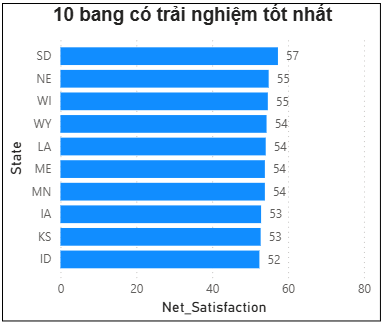 10 bang có trải nghiệm tốt nhất
SD 57
NE 55
WI 55
WY 54
LA 54
ME 54
MN 54
IA 53
KS 53
ID 52
State
0 20 40 60 80
Net_Satisfaction